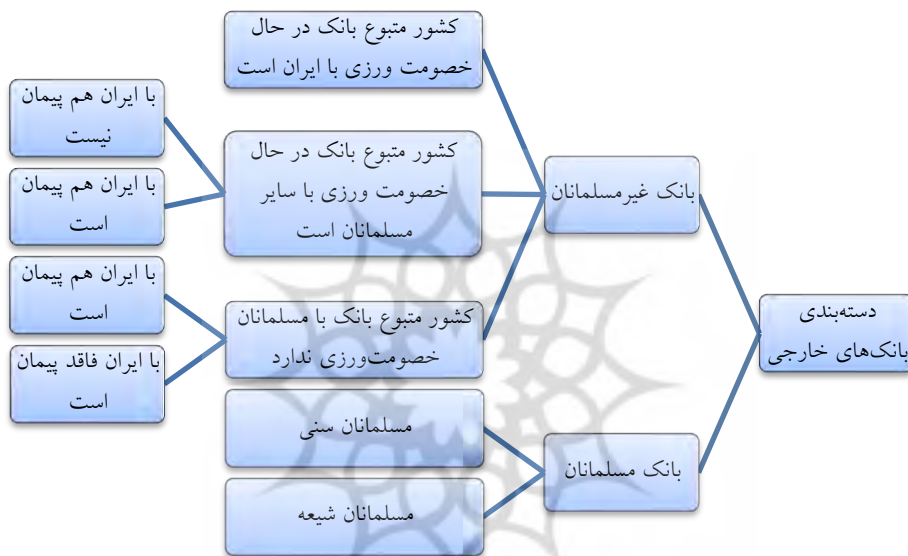 دسته‌بندی
بانک‌های خارجی
بانک غیرمسلمانان
کشور متبوع بانک در حال
خصومت ورزی با ایران است
کشور متبوع بانک در حال
خصومت ورزی با سایر
مسلمانان است
با ایران هم پیمان
نیست
با ایران هم پیمان
است
کشور متبوع بانک با مسلمانان
خصومت‌ورزی ندارد
با ایران هم پیمان
است
با ایران فاقد پیمان
است
بانک مسلمانان
مسلمانان سنی
مسلمانان شیعه